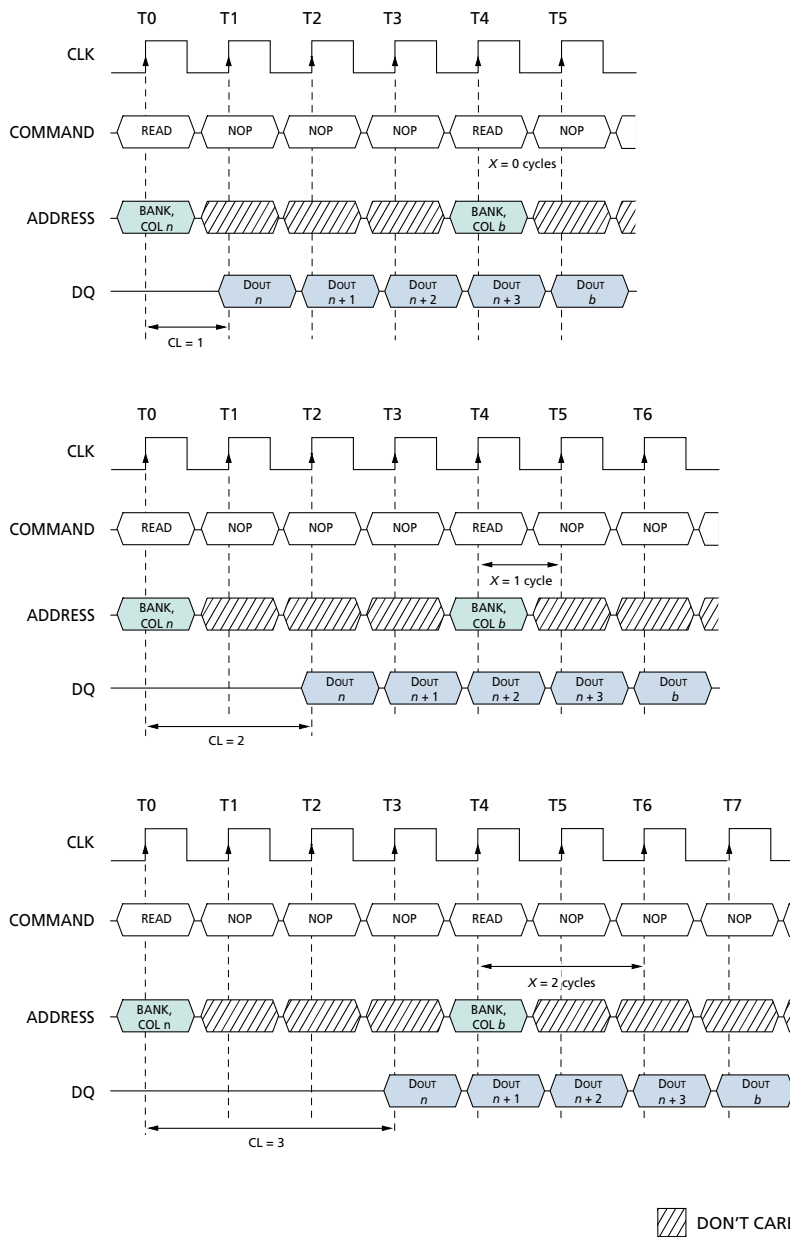 T0 T1 T2 T3 T4 T5
CLK
COMMAND READ NOP NOP NOP READ NOP
X = 0 cycles
ADDRESS BANK, COL n BANK, COL b
DQ DOUT n DOUT n + 1 DOUT n + 2 DOUT n + 3 DOUT b
CL = 1
T0 T1 T2 T3 T4 T5 T6
CLK
COMMAND READ NOP NOP NOP READ NOP NOP
X = 1 cycle
ADDRESS BANK, COL n BANK, COL b
DQ DOUT n DOUT n + 1 DOUT n + 2 DOUT n + 3 DOUT b
CL = 2
T0 T1 T2 T3 T4 T5 T6 T7
CLK
COMMAND READ NOP NOP NOP READ NOP NOP NOP
X = 2 cycles
ADDRESS BANK, COL n BANK, COL b
DQ DOUT n DOUT n + 1 DOUT n + 2 DOUT n + 3 DOUT b
CL = 3
DON'T CARE